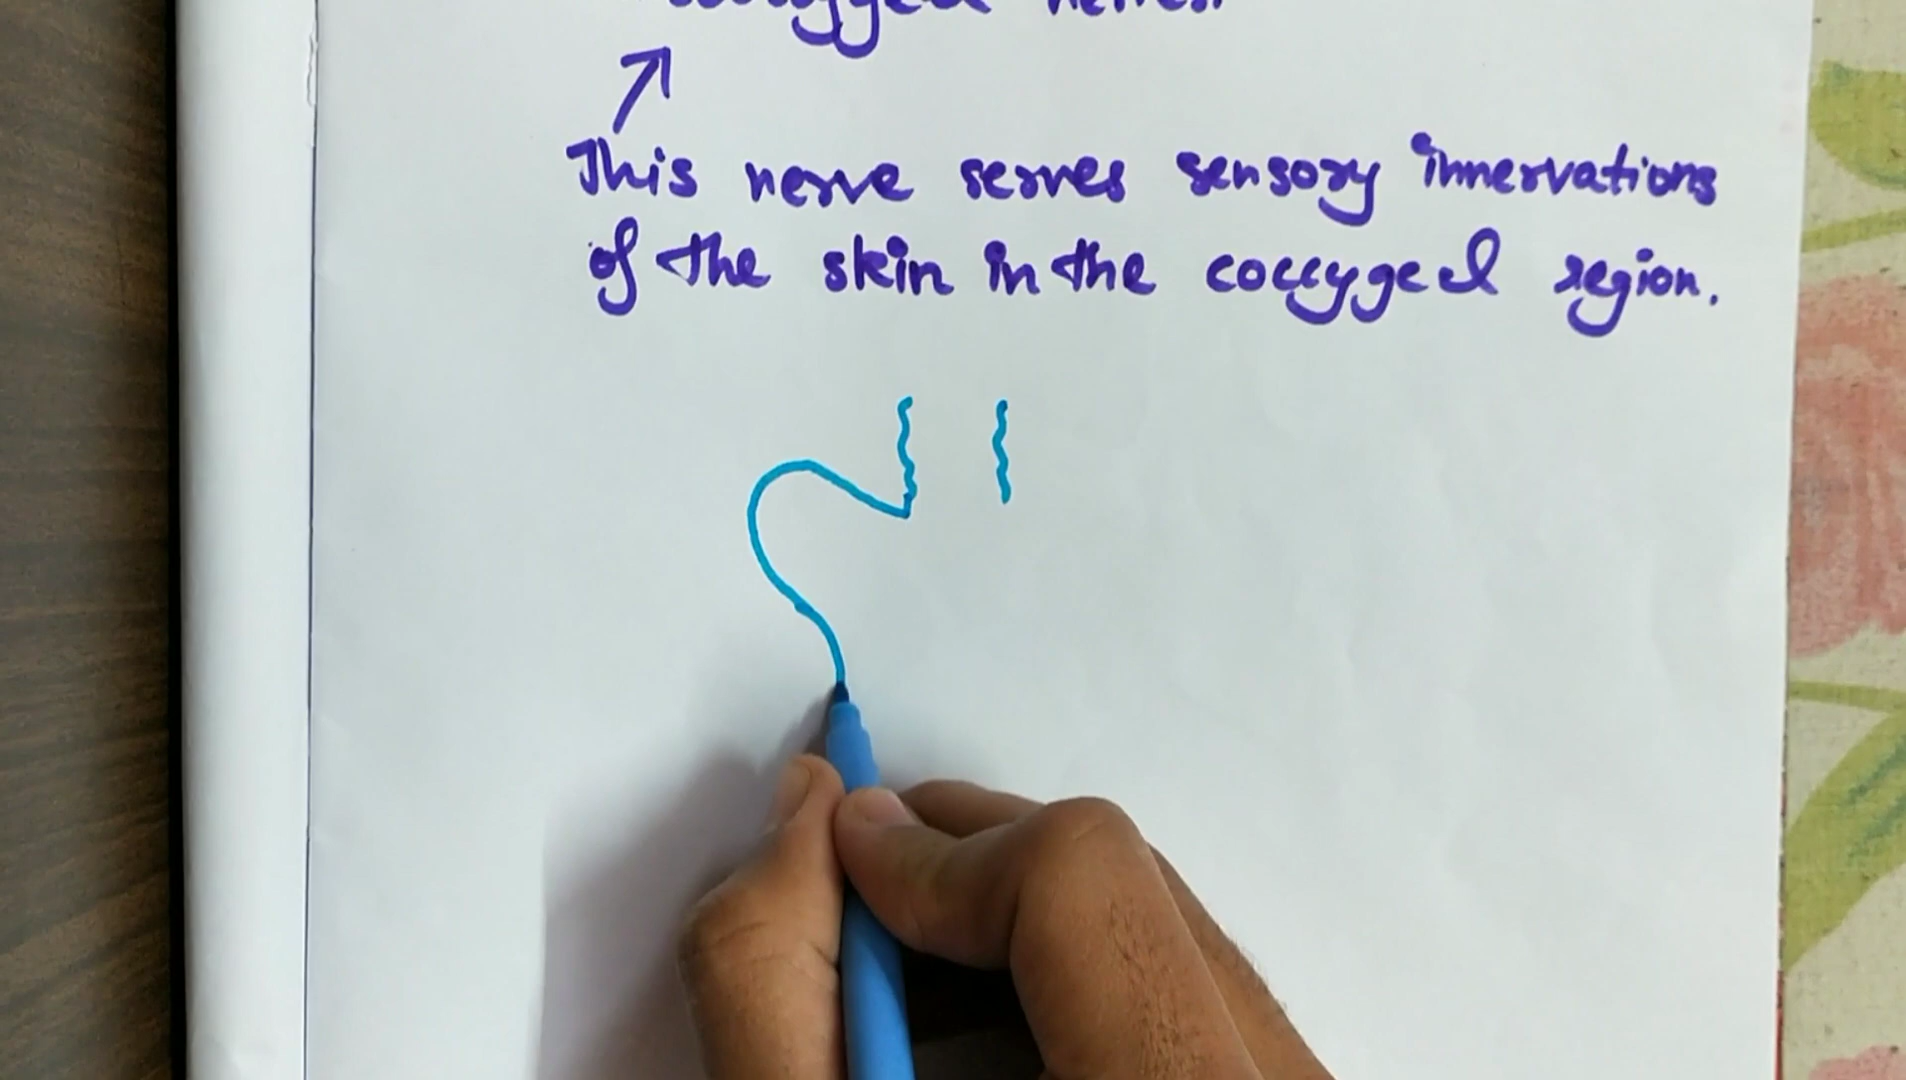 This nerve serves sensory innervations
of the skin in the coccygeal region.